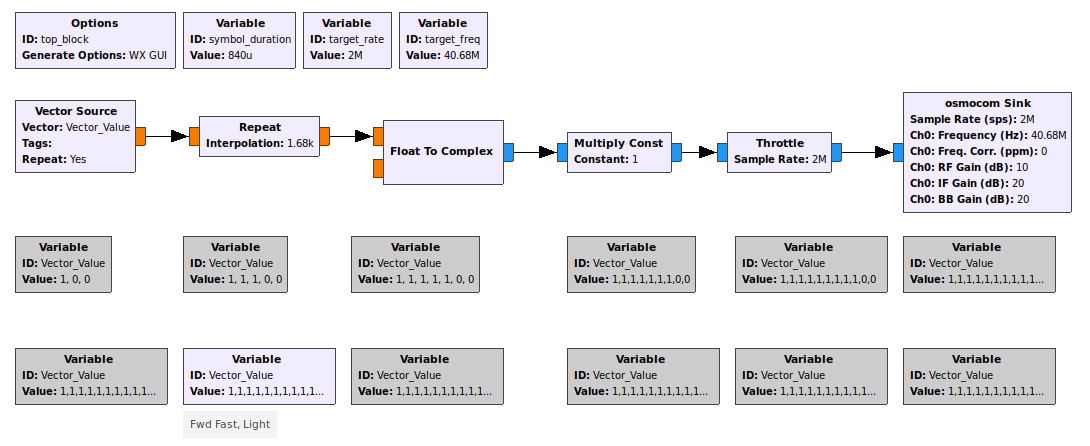 Options
ID: top_block
Generate Options: WX GUI
Variable
ID: symbol_duration
Value: 840u
Variable
ID: target_rate
Value: 2M
Variable
ID: target_freq
Value: 40.68M
Vector Source
Vector: Vector_Value
Tags:
Repeat: Yes
Repeat
Interpolation: 1.68k
Float To Complex
Multiply Const
Constant: 1
Throttle
Sample Rate: 2M
osmocom Sink
Sample Rate (sps): 2M
Ch0: Frequency (Hz): 40.68M
Ch0: Freq. Corr. (ppm): 0
Ch0: RF Gain (dB): 10
Ch0: IF Gain (dB): 20
Ch0: BB Gain (dB): 20
Variable
ID: Vector_Value
Value: 1, 0, 0
Variable
ID: Vector_Value
Value: 1, 1, 1, 0, 0
Variable
ID: Vector_Value
Value: 1, 1, 1, 1, 1, 0, 0
Variable
ID: Vector_Value
Value: 1,1,1,1,1,1,1,0,0
Variable
ID: Vector_Value
Value: 1,1,1,1,1,1,1,1,1,0,0
Variable
ID: Vector_Value
Value: 1,1,1,1,1,1,1,1,1,1...
Variable
ID: Vector_Value
Value: 1,1,1,1,1,1,1,1,1,1...
Variable
ID: Vector_Value
Value: 1,1,1,1,1,1,1,1,1,1...
Variable
ID: Vector_Value
Value: 1,1,1,1,1,1,1,1,1,1...
Variable
ID: Vector_Value
Value: 1,1,1,1,1,1,1,1,1,1...
Variable
ID: Vector_Value
Value: 1,1,1,1,1,1,1,1,1,1...
Variable
ID: Vector_Value
Value: 1,1,1,1,1,1,1,1,1,1...
Fwd Fast, Light